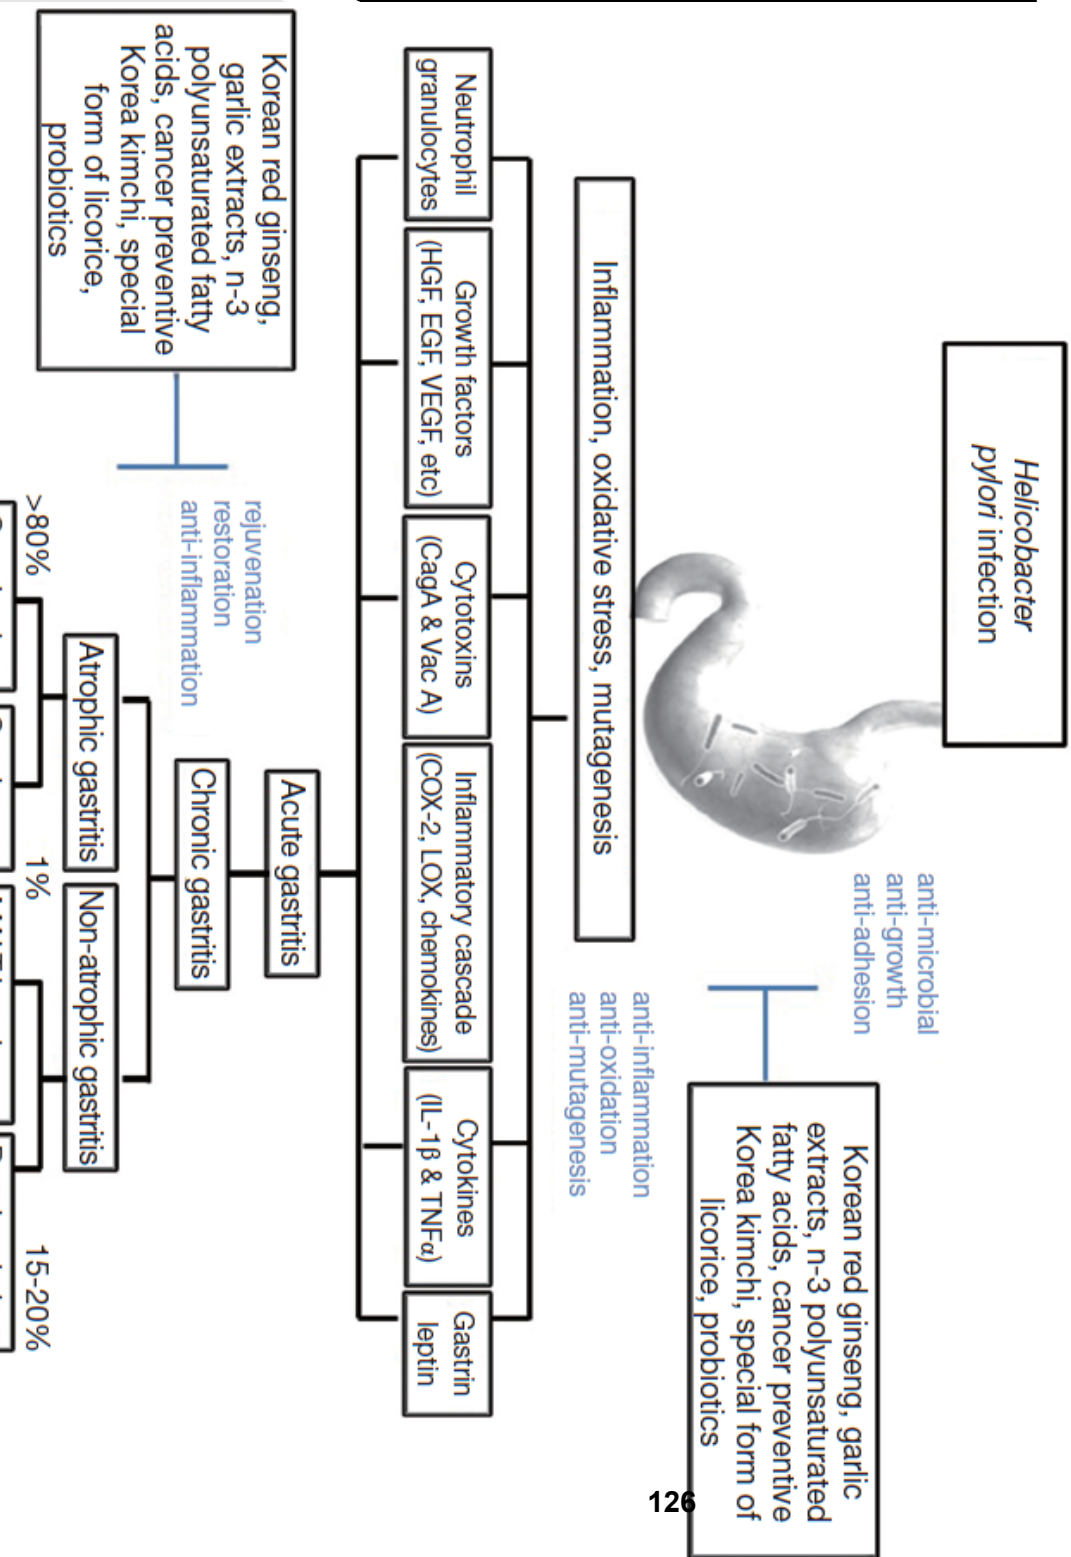 Helicobacter
pylori infection
anti-microbial
anti-growth
anti-adhesion
Korean red ginseng, garlic
extracts, n-3 polyunsaturated
fatty acids, cancer preventive
Korea kimchi, special form of
licorice, probiotics
Inflammation, oxidative stress, mutagenesis
anti-inflammation
anti-oxidation
anti-mutagenesis
Neutrophil
granulocytes
Growth factors
(HGF, EGF, VEGF, etc)
Cytotoxins
(CagA & Vac A)
Inflammatory cascade
(COX-2, LOX, chemokines)
Cytokines
(IL-1β & TNFα)
Gastrin
leptin
Korean red ginseng,
garlic extracts, n-3
polyunsaturated fatty
acids, cancer preventive
Korea kimchi, special
form of licorice,
probiotics
rejuvenation
restoration
anti-inflammation
Acute gastritis
Chronic gastritis
Atrophic gastritis
Non-atrophic gastritis
>80%
1%
15-20%
126